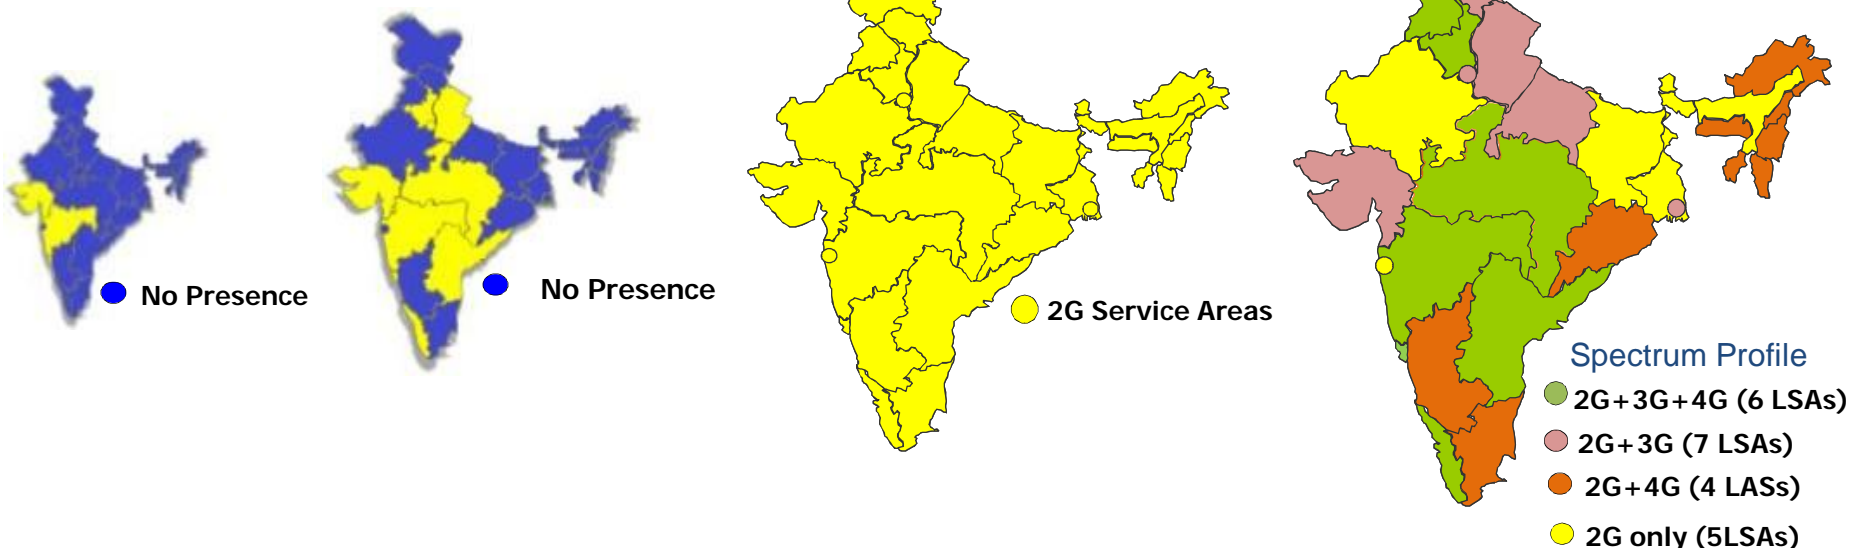 No Presence
No Presence
2G Service Areas
Spectrum Profile
2G+3G+4G (6 LSAs)
2G+3G (7 LSAs)
2G+4G (4 LASs)
2G only (5LSAs)